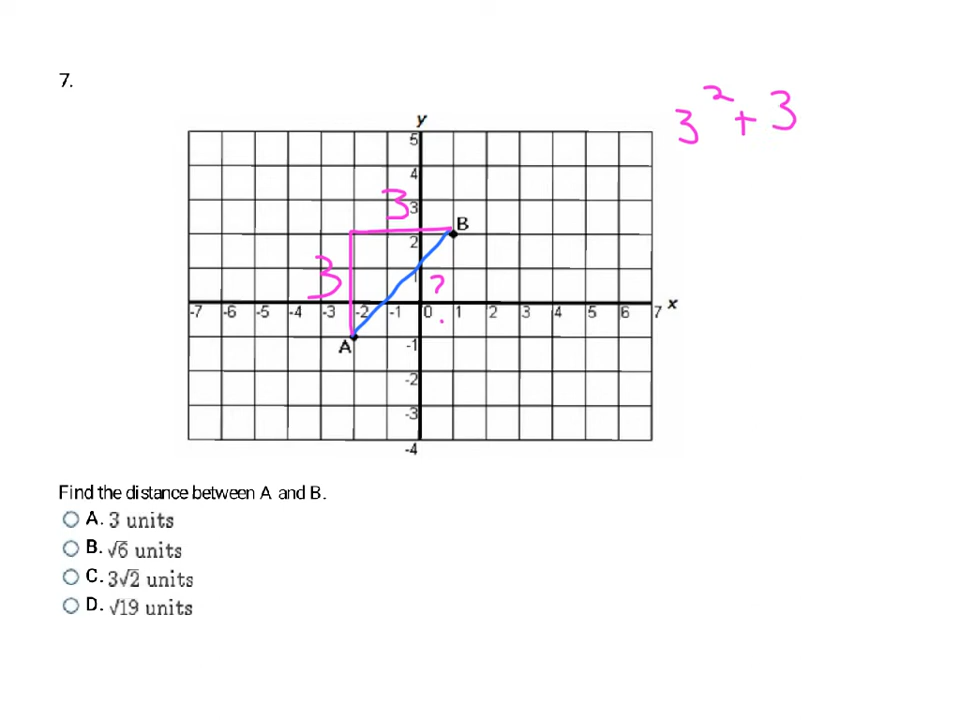 7.
3² + 3
y
5
4
3
3
B
2
3
1
?
-7 -6 -5 -4 -3 -2 -1 0 1 2 3 4 5 6 7 x
A
-1
-2
-3
-4
Find the distance between A and B.
A. 3 units
B. √6 units
C. 3√2 units
D. √19 units